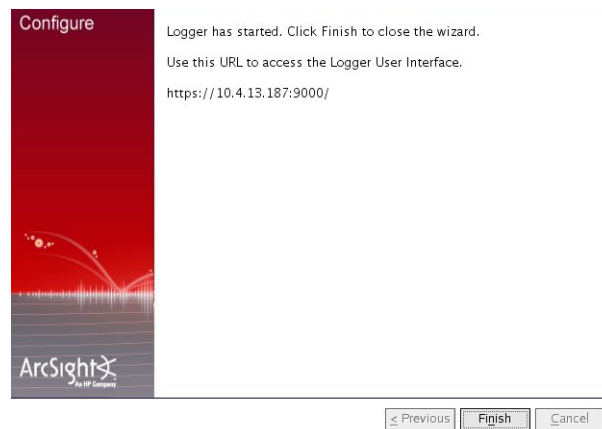 Configure
Logger has started. Click Finish to close the wizard.
Use this URL to access the Logger User Interface.
https://10.4.13.187:9000/
ArcSight
An HP Company
< Previous
Finish
Cancel